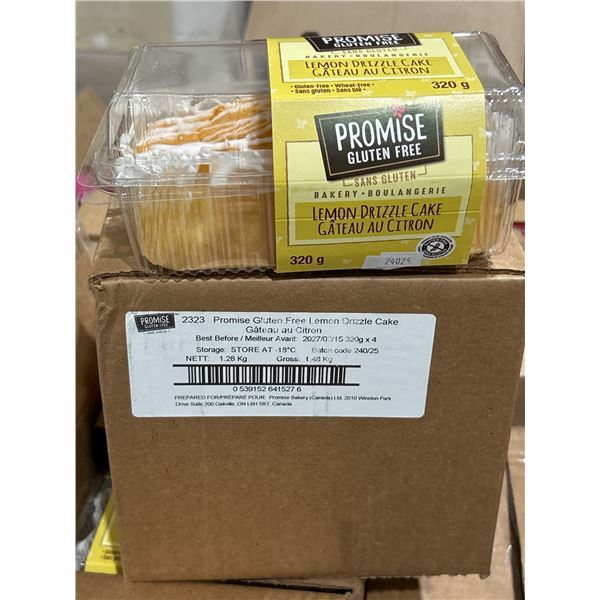 PROMISE
GLUTEN FREE
SANS GLUTEN
BAKERY • BOULANGERIE
LEMON DRIZZLE CAKE
GÂTEAU AU CITRON
• Gluten-free • Wheat-free •
• Sans gluten • Sans blé •
320 g
PROMISE
GLUTEN FREE
SANS GLUTEN
BAKERY • BOULANGERIE
LEMON DRIZZLE CAKE
GÂTEAU AU CITRON
320 g
24025
PROMISE
GLUTEN FREE
2323 Promise Gluten Free Lemon Drizzle Cake
Gâteau au Citron
Best Before / Meilleur Avant: 2027/02/15 320g x 4
Storage: STORE AT -18°C Batch code 240/25
NETT: 1.28 Kg Gross: 1.48 Kg
0 539152 641527 6
PREPARED FOR/PRÉPARÉ POUR: Promise Bakery (Canada) Ltd. 2010 Winston Park
Drive Suite 200 Oakville, ON L6H 5R7, Canada